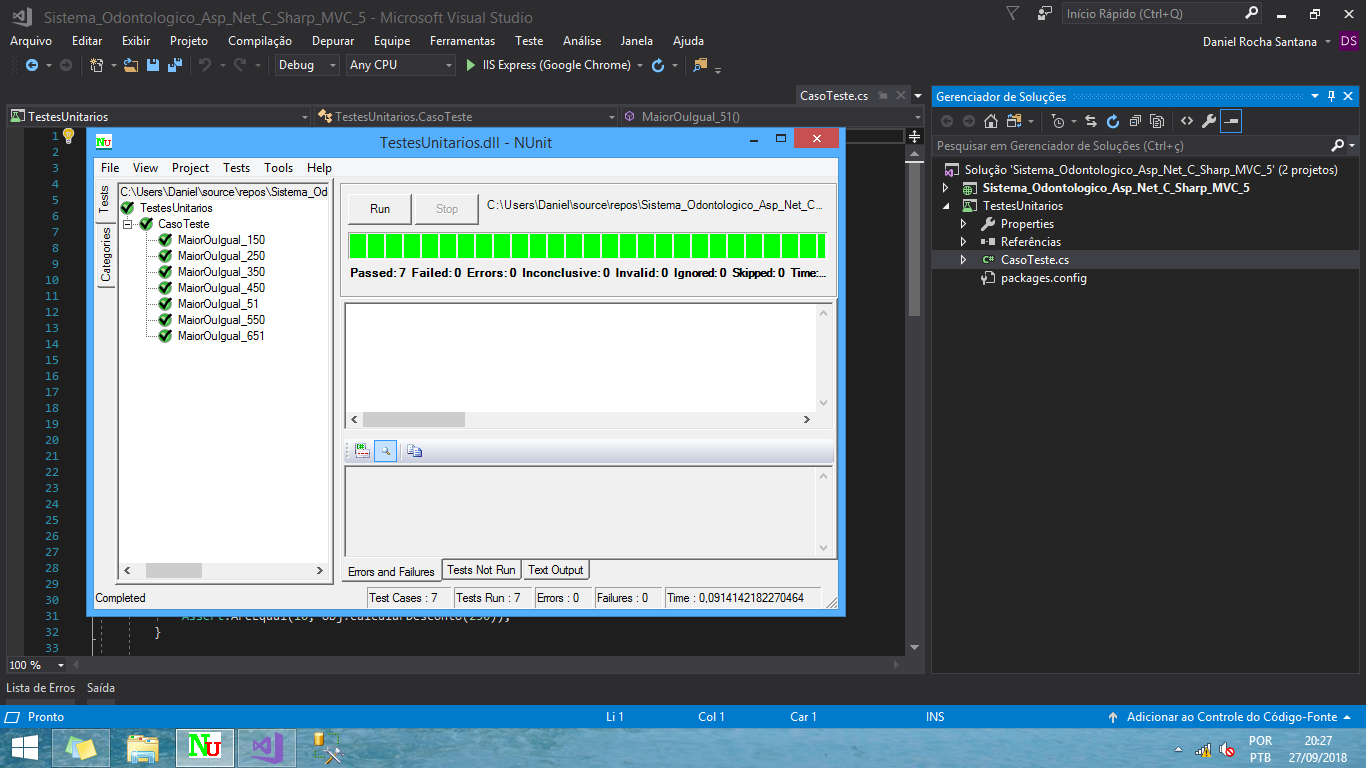 Sistema_Odontologico_Asp_Net_C_Sharp_MVC_5 - Microsoft Visual Studio
Início Rápido (Ctrl+Q)
Arquivo Editar Exibir Projeto Compilação Depurar Equipe Ferramentas Teste Análise Janela Ajuda
Daniel Rocha Santana DS
Debug Any CPU IIS Express (Google Chrome)
CasoTeste.cs
TestesUnitarios TestesUnitarios.CasoTeste MaiorOuIgual_51()
1
2
3
4
5
6
7
8
9
10
11
12
13
14
15
16
17
18
19
20
21
22
23
24
25
26
27
28
29
30
31
32 }
33
100 %
NU
TestesUnitarios.dll - NUnit
File View Project Tests Tools Help
Tests
Categories
C:\Users\Daniel\source\repos\Sistema_Od
TestesUnitarios
CasoTeste
MaiorOuIgual_150
MaiorOuIgual_250
MaiorOuIgual_350
MaiorOuIgual_450
MaiorOuIgual_51
MaiorOuIgual_550
MaiorOuIgual_651
Run Stop C:\Users\Daniel\source\repos\Sistema_Odontologico_Asp_Net_C...
Passed: 7 Failed: 0 Errors: 0 Inconclusive: 0 Invalid: 0 Ignored: 0 Skipped: 0 Time:...
Errors and Failures Tests Not Run Text Output
Completed Test Cases : 7 Tests Run : 7 Errors : 0 Failures : 0 Time : 0,0914142182270464
Gerenciador de Soluções
Pesquisar em Gerenciador de Soluções (Ctrl+ç)
Solução 'Sistema_Odontologico_Asp_Net_C_Sharp_MVC_5' (2 projetos)
Sistema_Odontologico_Asp_Net_C_Sharp_MVC_5
TestesUnitarios
Properties
Referências
C# CasoTeste.cs
packages.config
Lista de Erros Saída
Pronto Li 1 Col 1 Car 1 INS Adicionar ao Controle do Código-Fonte
NU
POR 20:27
PTB 27/09/2018